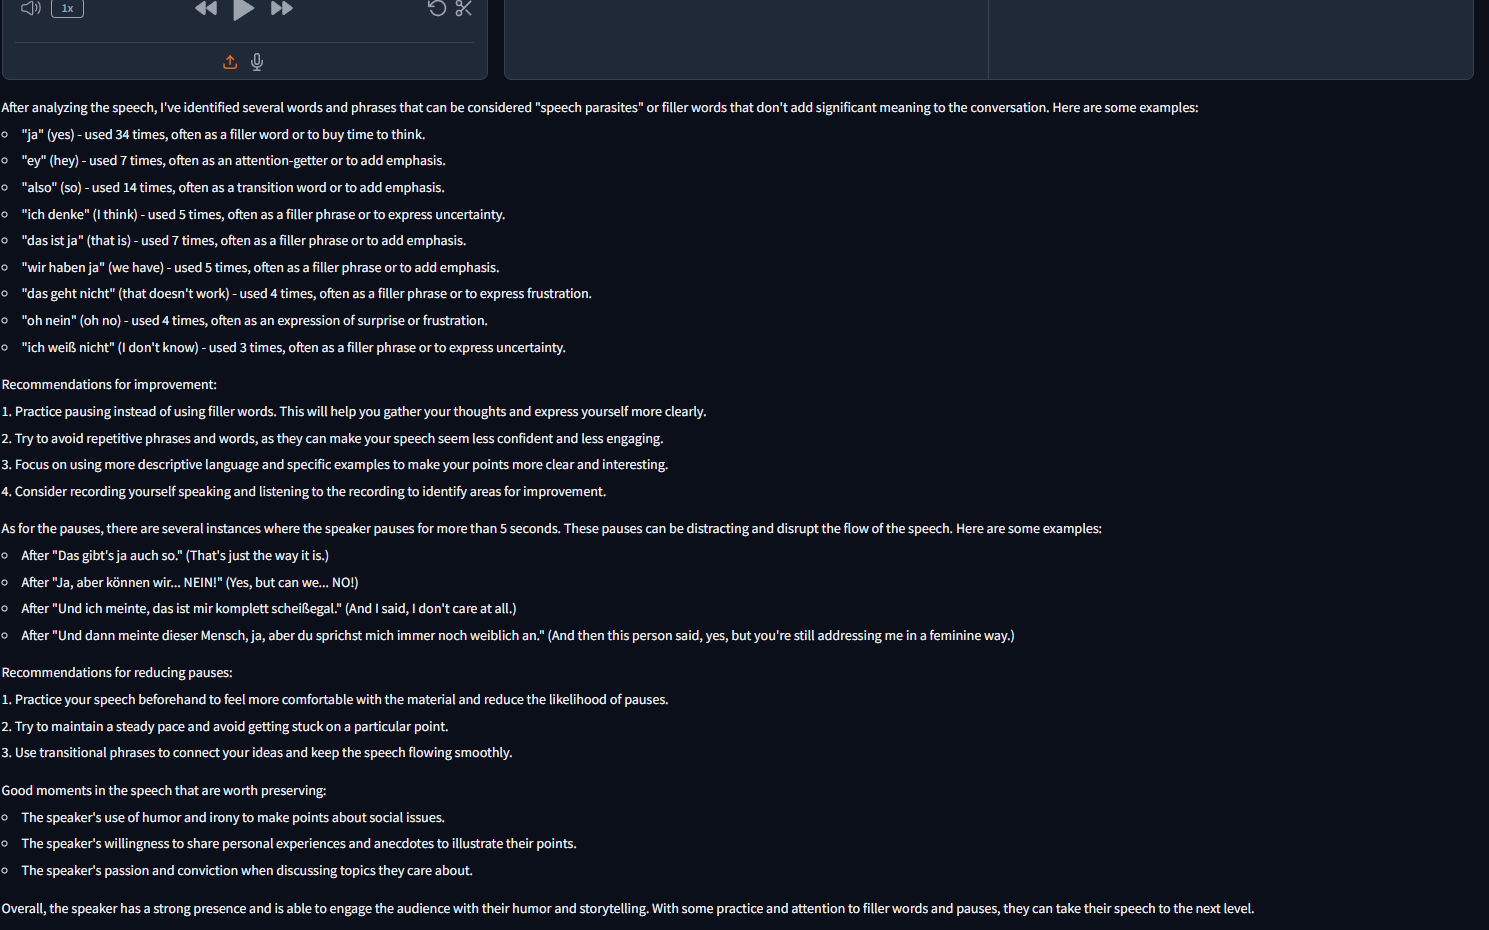 1x
After analyzing the speech, I've identified several words and phrases that can be considered "speech parasites" or filler words that don't add significant meaning to the conversation. Here are some examples:
"ja" (yes) - used 34 times, often as a filler word or to buy time to think.
"ey" (hey) - used 7 times, often as an attention-getter or to add emphasis.
"also" (so) - used 14 times, often as a transition word or to add emphasis.
"ich denke" (I think) - used 5 times, often as a filler phrase or to express uncertainty.
"das ist ja" (that is) - used 7 times, often as a filler phrase or to add emphasis.
"wir haben ja" (we have) - used 5 times, often as a filler phrase or to add emphasis.
"das geht nicht" (that doesn't work) - used 4 times, often as a filler phrase or to express frustration.
"oh nein" (oh no) - used 4 times, often as an expression of surprise or frustration.
"ich weiß nicht" (I don't know) - used 3 times, often as a filler phrase or to express uncertainty.
Recommendations for improvement:
1. Practice pausing instead of using filler words. This will help you gather your thoughts and express yourself more clearly.
2. Try to avoid repetitive phrases and words, as they can make your speech seem less confident and less engaging.
3. Focus on using more descriptive language and specific examples to make your points more clear and interesting.
4. Consider recording yourself speaking and listening to the recording to identify areas for improvement.
As for the pauses, there are several instances where the speaker pauses for more than 5 seconds. These pauses can be distracting and disrupt the flow of the speech. Here are some examples:
After "Das gibt's ja auch so." (That's just the way it is.)
After "Ja, aber können wir... NEIN!" (Yes, but can we... NO!)
After "Und ich meinte, das ist mir komplett scheißegal." (And I said, I don't care at all.)
After "Und dann meinte dieser Mensch, ja, aber du sprichst mich immer noch weiblich an." (And then this person said, yes, but you're still addressing me in a feminine way.)
Recommendations for reducing pauses:
1. Practice your speech beforehand to feel more comfortable with the material and reduce the likelihood of pauses.
2. Try to maintain a steady pace and avoid getting stuck on a particular point.
3. Use transitional phrases to connect your ideas and keep the speech flowing smoothly.
Good moments in the speech that are worth preserving:
The speaker's use of humor and irony to make points about social issues.
The speaker's willingness to share personal experiences and anecdotes to illustrate their points.
The speaker's passion and conviction when discussing topics they care about.
Overall, the speaker has a strong presence and is able to engage the audience with their humor and storytelling. With some practice and attention to filler words and pauses, they can take their speech to the next level.